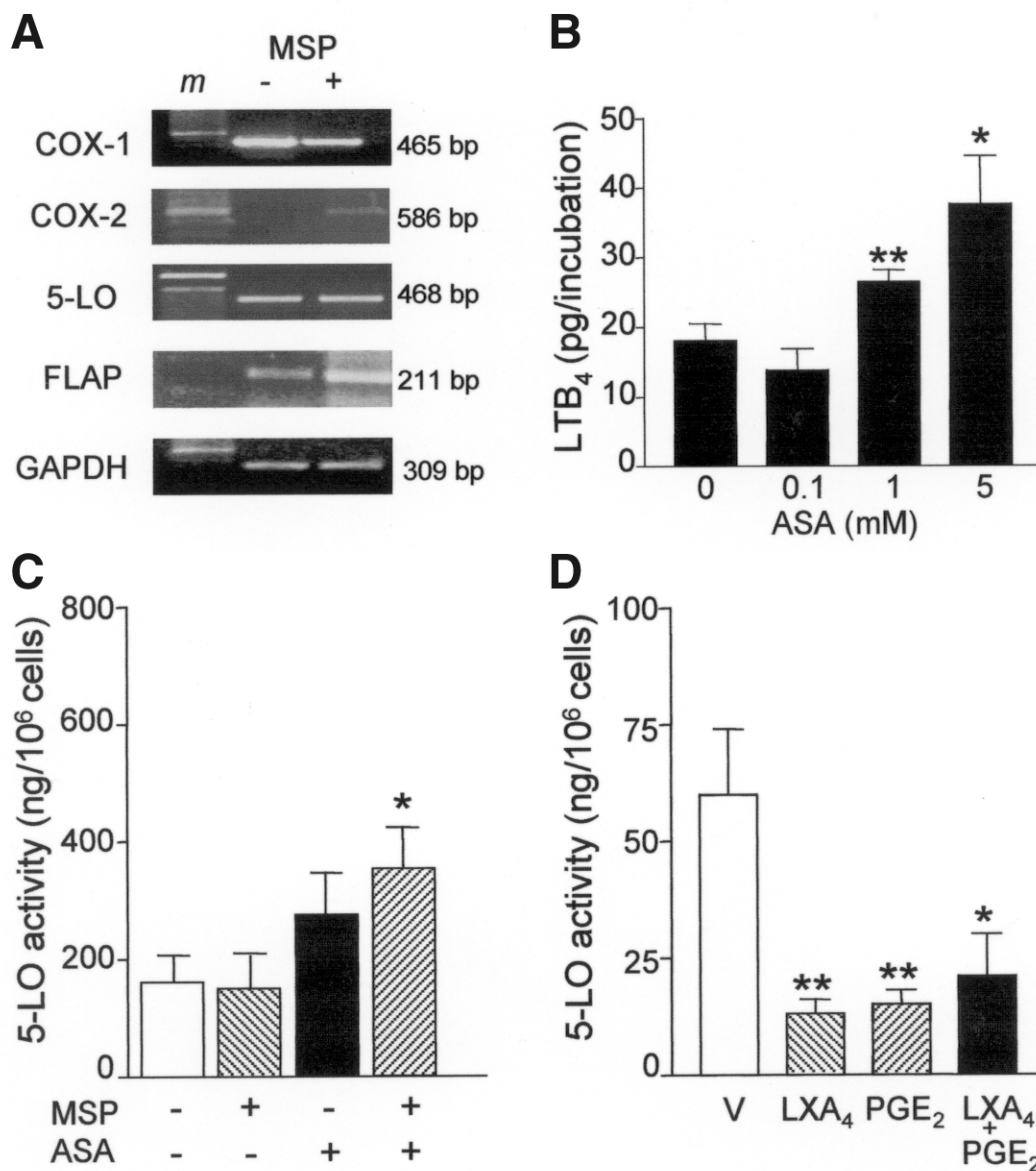 A
MSP
m - +
COX-1 465 bp
COX-2 586 bp
5-LO 468 bp
FLAP 211 bp
GAPDH 309 bp
B
LTB4 (pg/incubation)
50
40
30
20
10
0
*
**
0 0.1 1 5
ASA (mM)
C
5-LO activity (ng/10⁶ cells)
800
600
400
200
0
*
MSP - + - +
ASA - - + +
D
5-LO activity (ng/10⁶ cells)
100
75
50
25
0
** ** *
V LXA4 PGE2 LXA4
+
PGE2